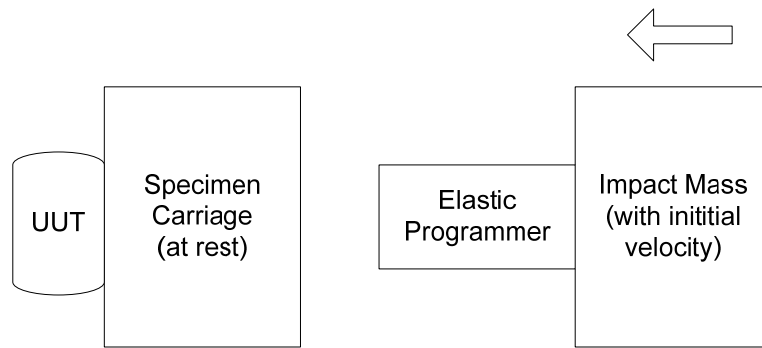 UUT
Specimen
Carriage
(at rest)
Elastic
Programmer
Impact Mass
(with inititial
velocity)